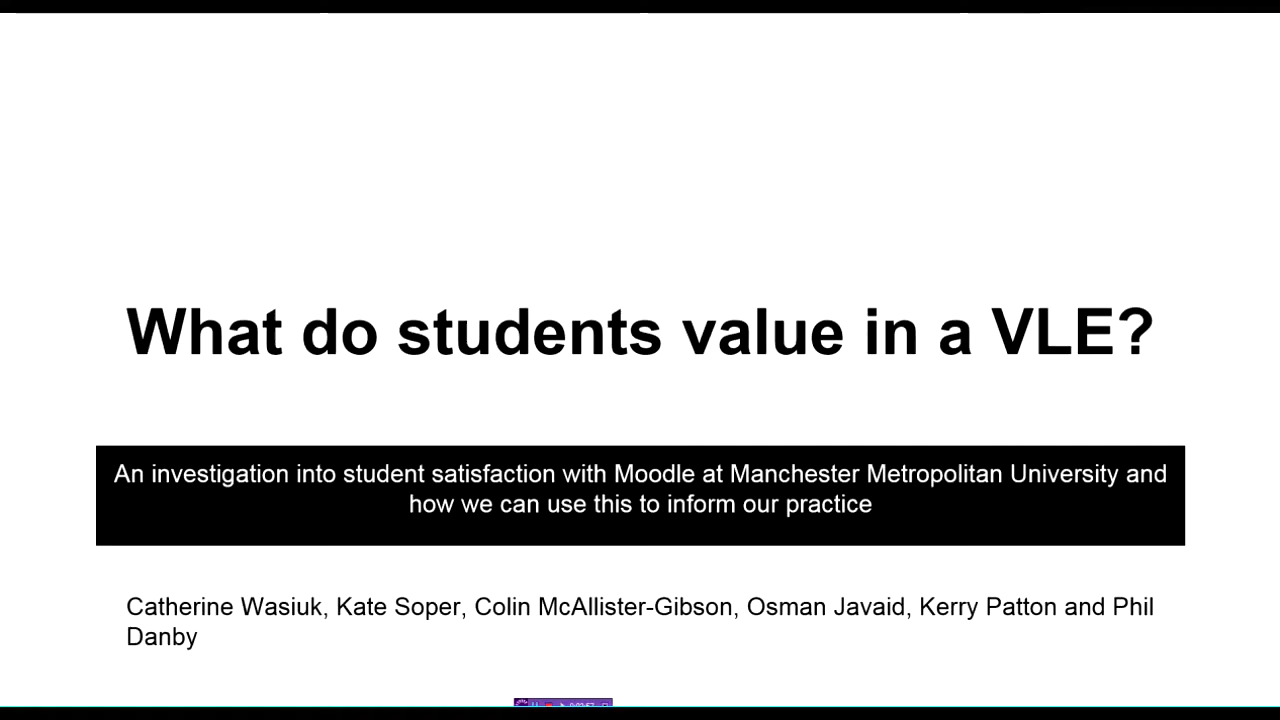 What do students value in a VLE?
An investigation into student satisfaction with Moodle at Manchester Metropolitan University and
how we can use this to inform our practice
Catherine Wasiuk, Kate Soper, Colin McAllister-Gibson, Osman Javaid, Kerry Patton and Phil
Danby